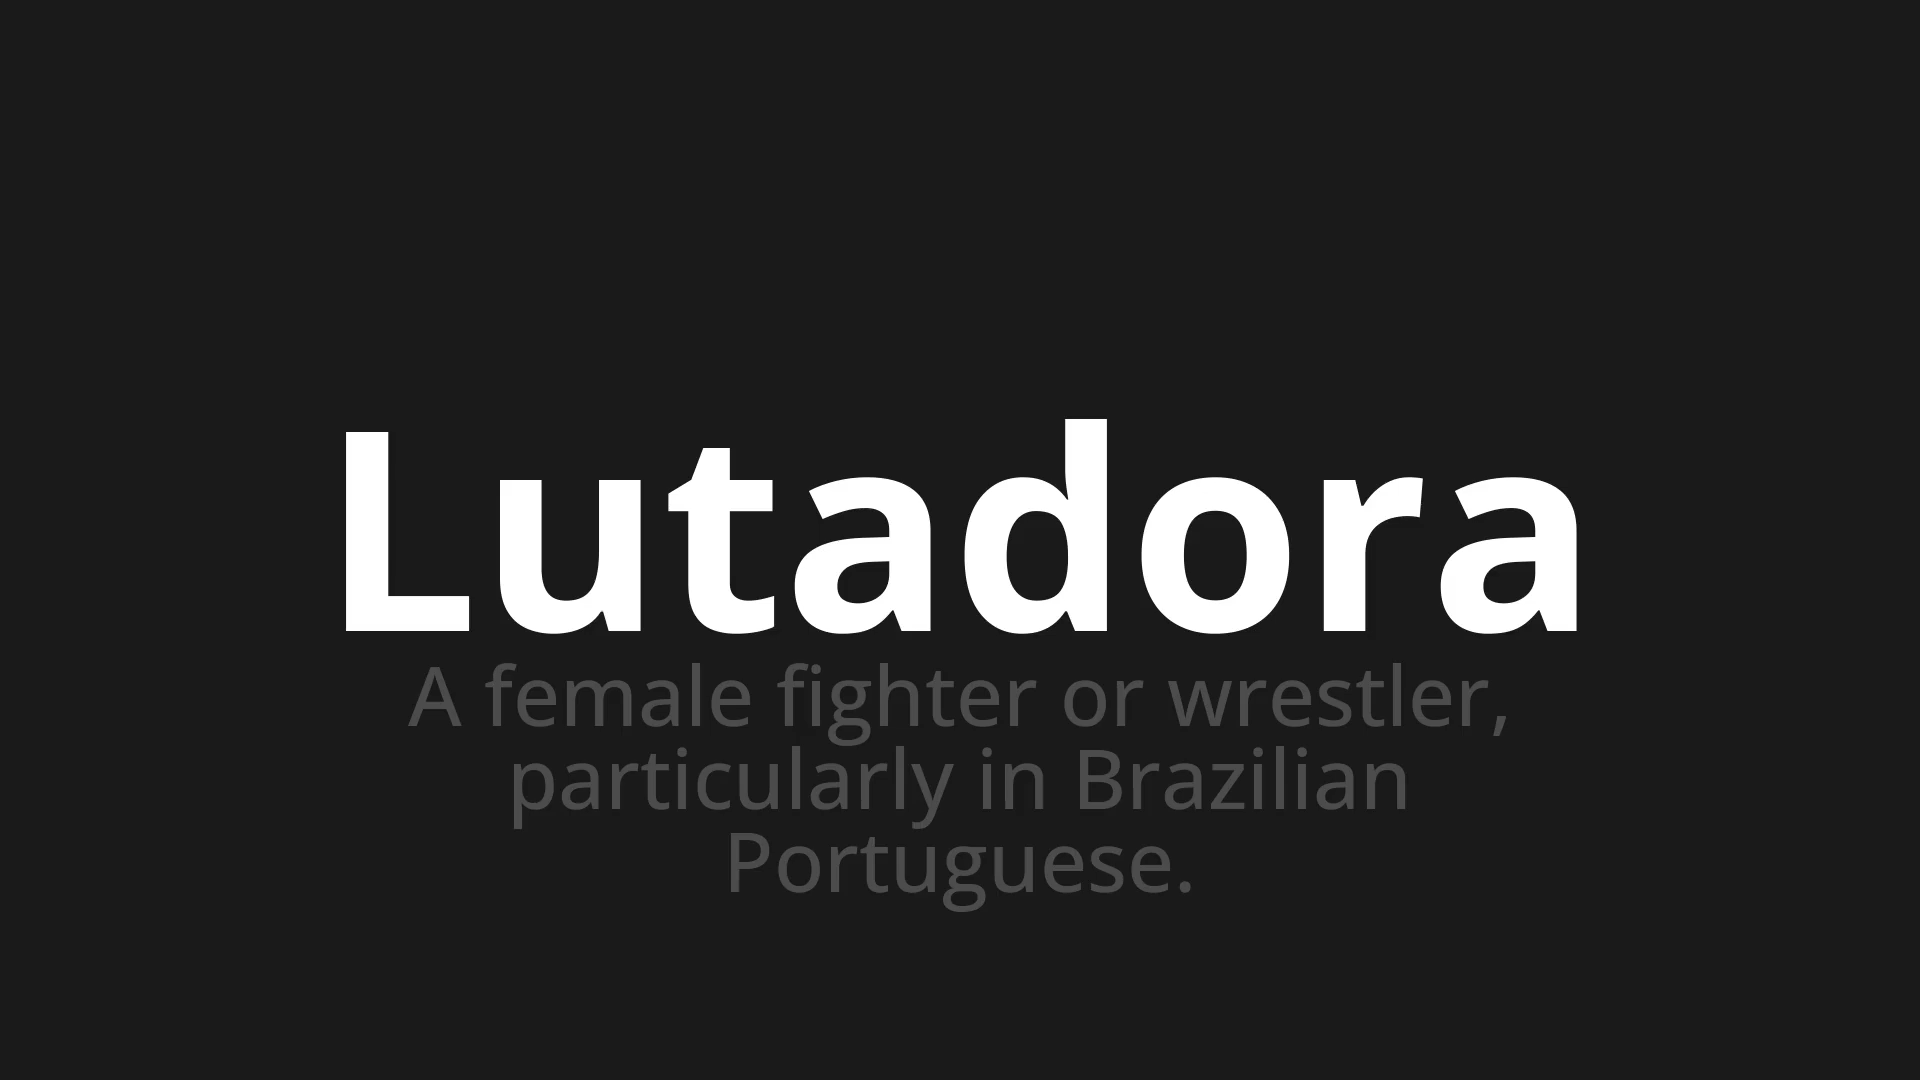 Lutadora
A female fighter or wrestler,
particularly in Brazilian
Portuguese.